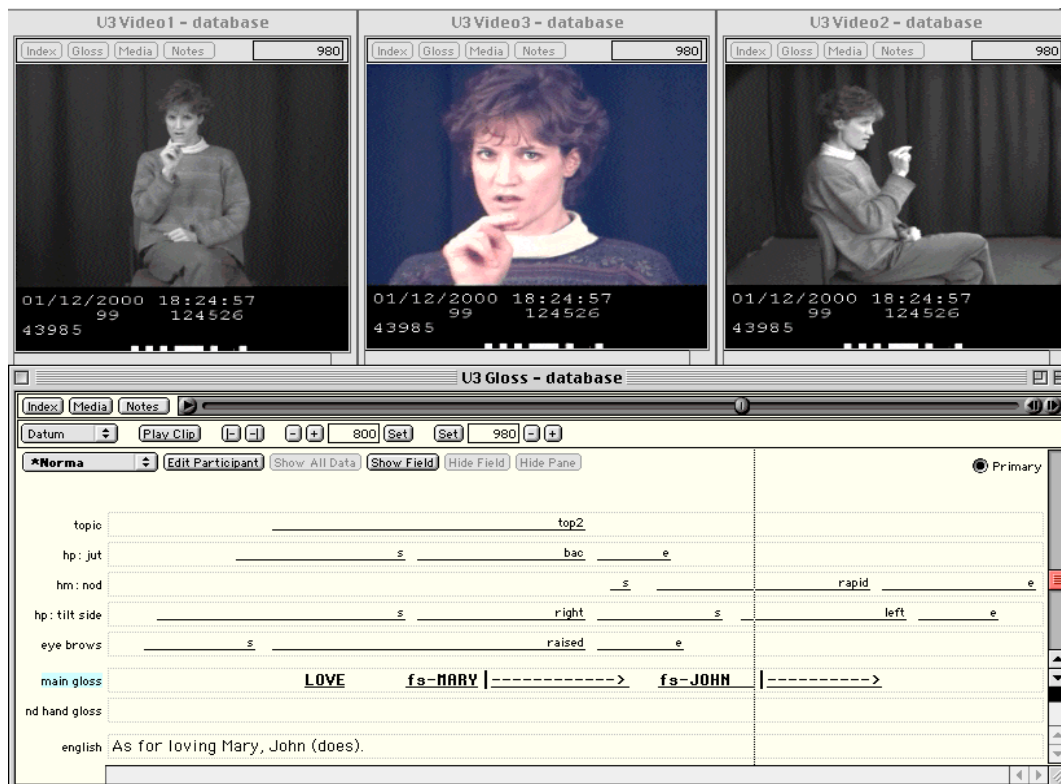 U3 Video1 - database
U3 Video3 - database
U3 Video2 - database
Index Gloss Media Notes 980
Index Gloss Media Notes 980
Index Gloss Media Notes 980
01/12/2000 18:24:57
99 124526
43985
01/12/2000 18:24:57
99 124526
43985
01/12/2000 18:24:57
99 124526
43985
U3 Gloss - database
Index Media Notes
Datum Play Clip |- -| - + 800 Set Set 980 - +
*Norma Edit Participant Show All Data Show Field Hide Field Hide Pane Primary
topic top2
hp: jut s bac e
hm: nod s rapid e
hp: tilt side s right s left e
eye brows s raised e
main gloss LOVE fs-MARY |------------> fs-JOHN |---------->
nd hand gloss
english As for loving Mary, John (does).